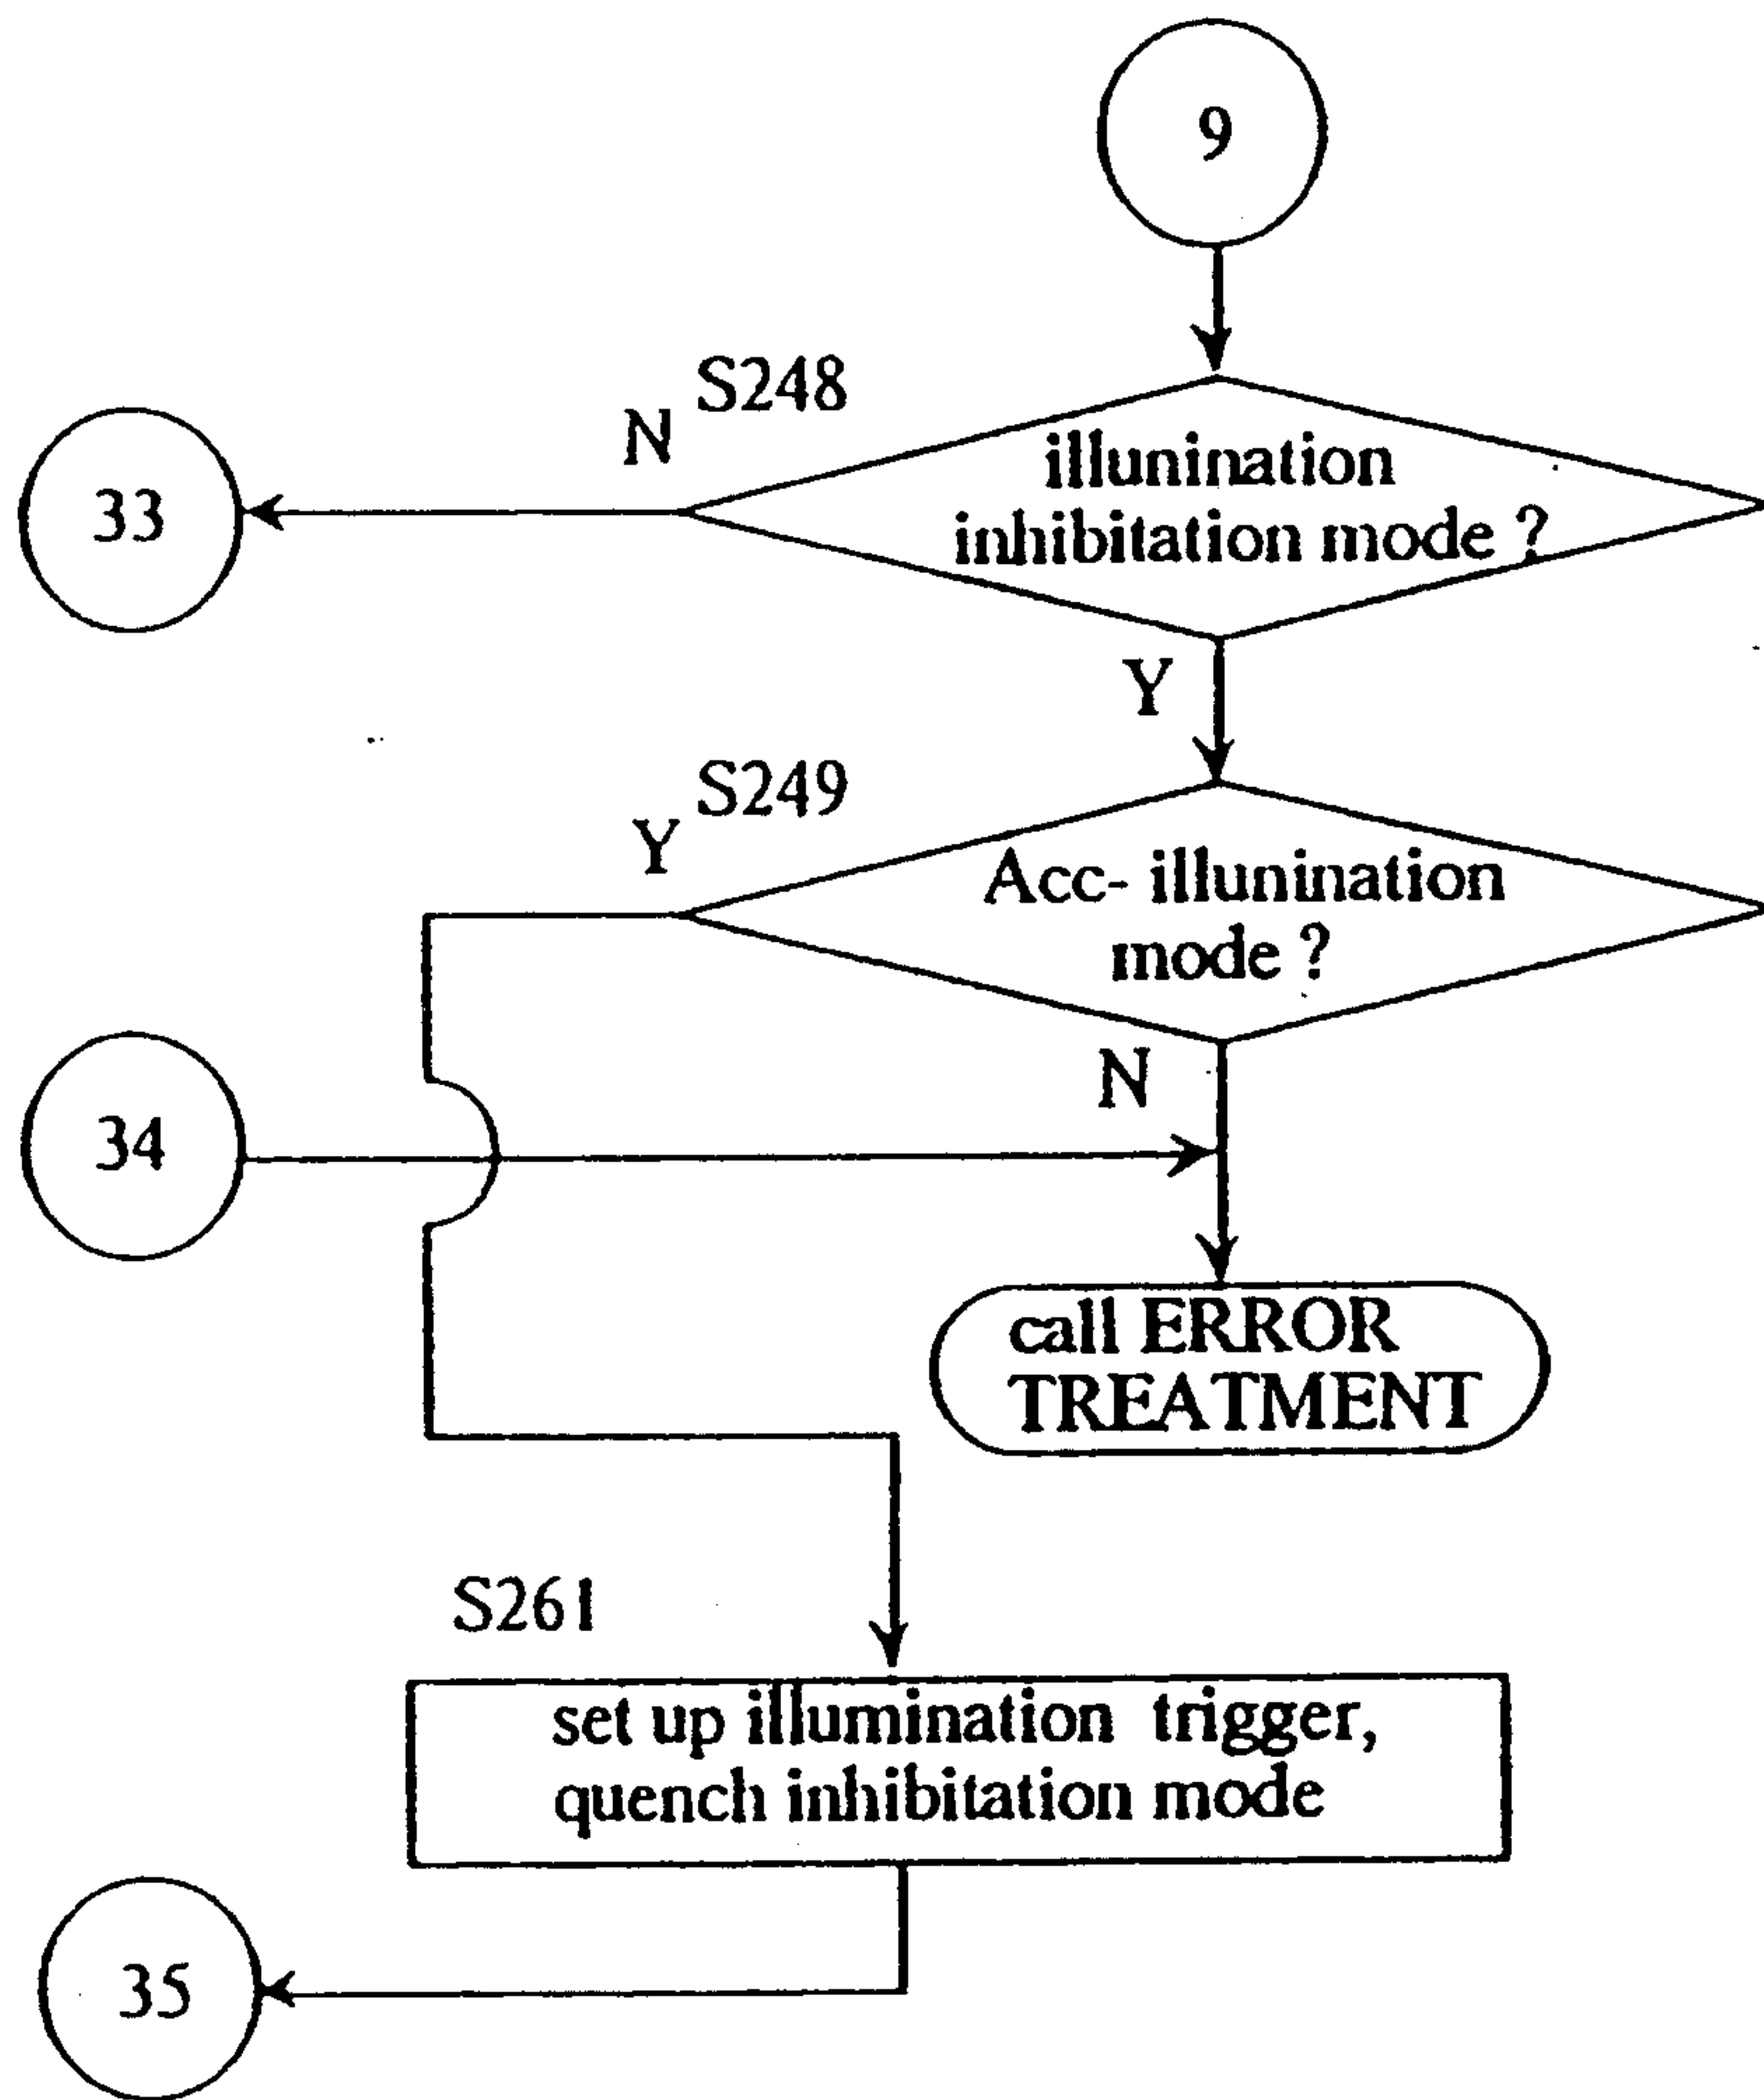 9
S248
N
illunination
inhibitation mode ?
33
Y
S249
Y
Acc- illunination
mode ?
N
34
call ERROR
TREATMENT
S261
set up illumination trigger,
quench inhibitation mode
35